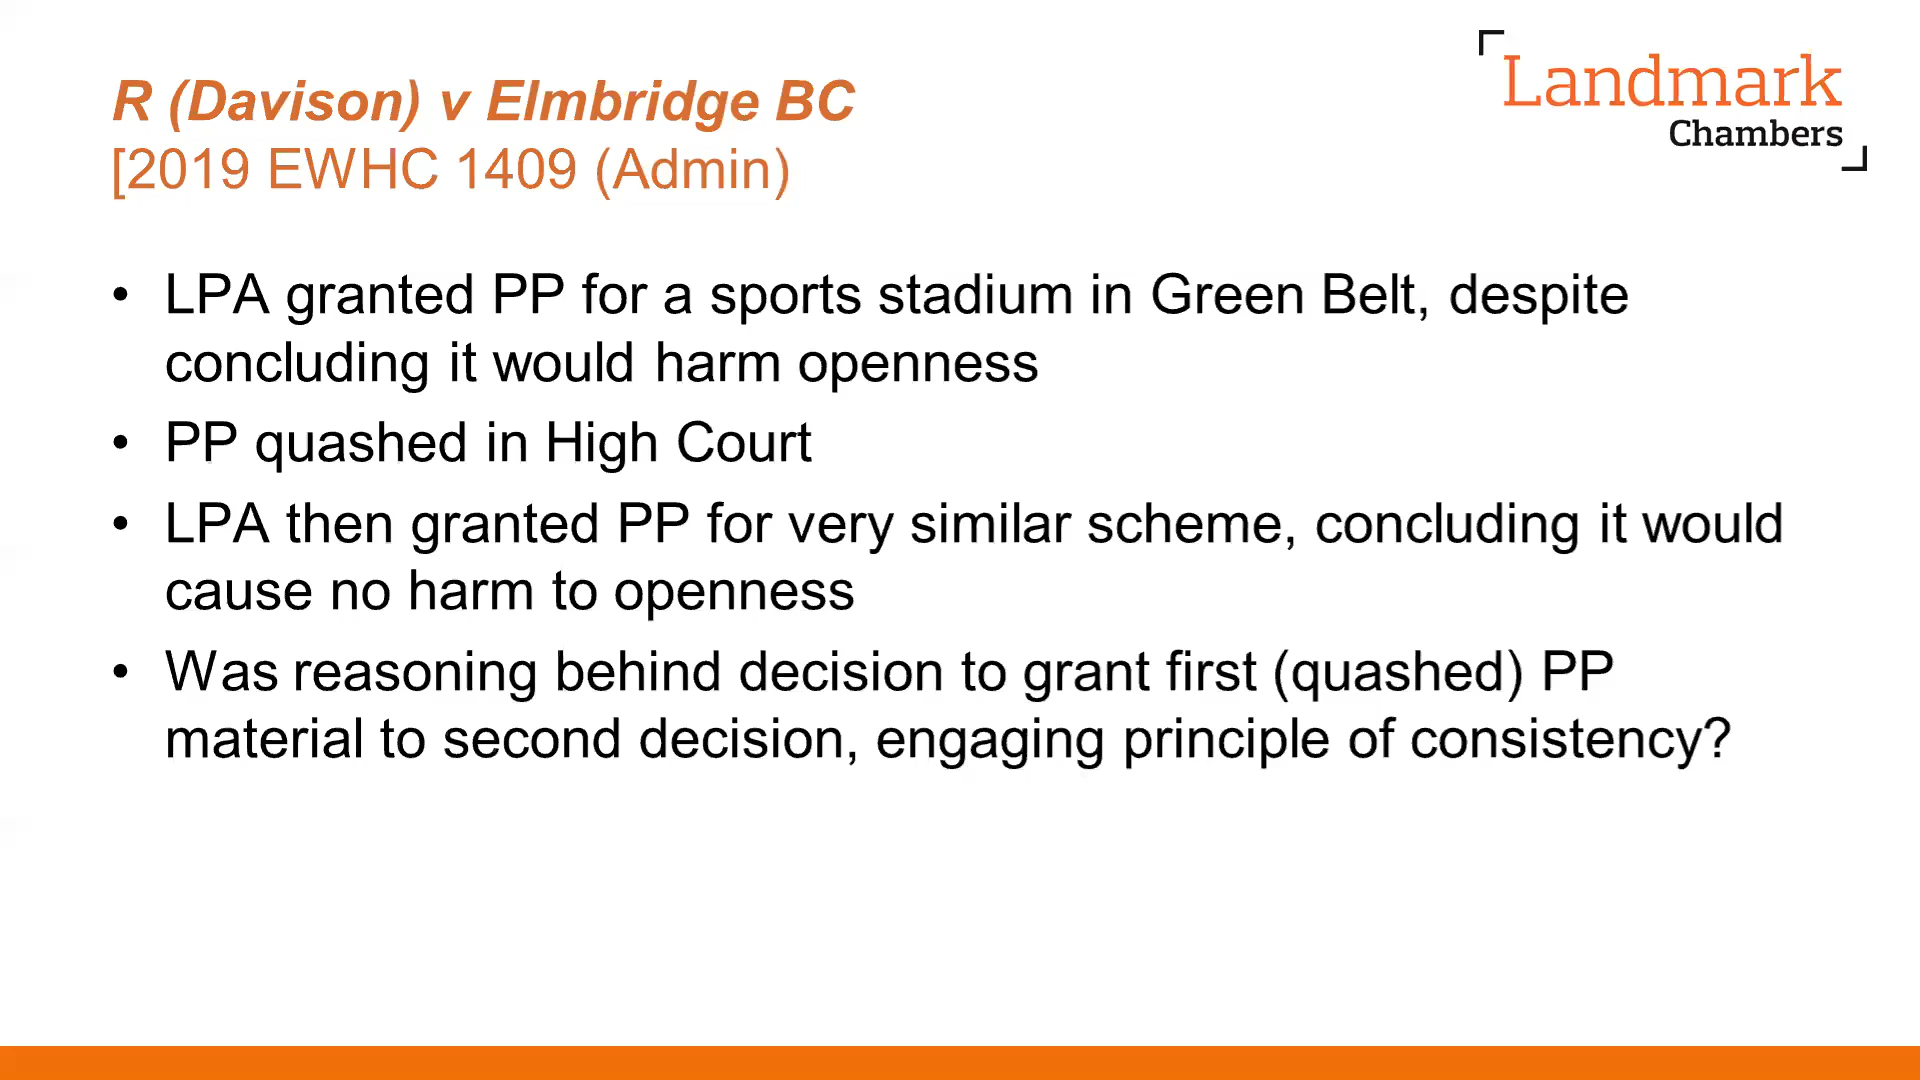 R (Davison) v Elmbridge BC
[2019 EWHC 1409 (Admin)
Landmark
Chambers
• LPA granted PP for a sports stadium in Green Belt, despite
concluding it would harm openness
• PP quashed in High Court
• LPA then granted PP for very similar scheme, concluding it would
cause no harm to openness
• Was reasoning behind decision to grant first (quashed) PP
material to second decision, engaging principle of consistency?